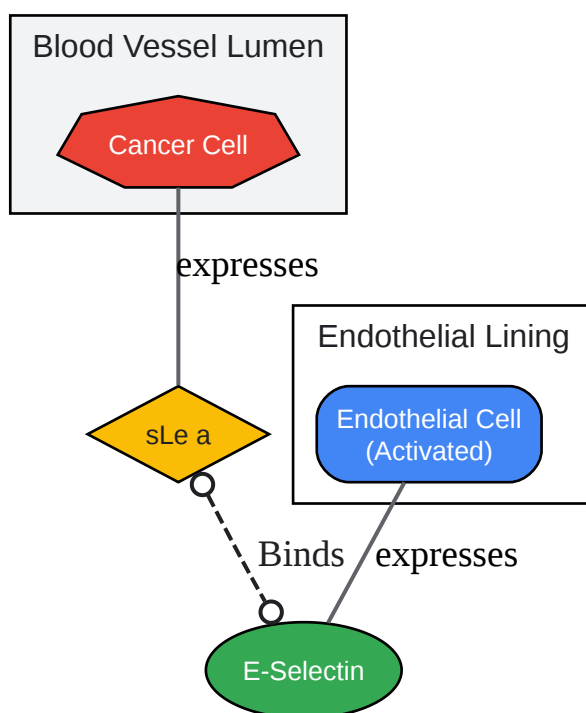 Blood Vessel Lumen
Cancer Cell
expresses
Endothelial Lining
Endothelial Cell
(Activated)
sLe a
Binds
expresses
E-Selectin